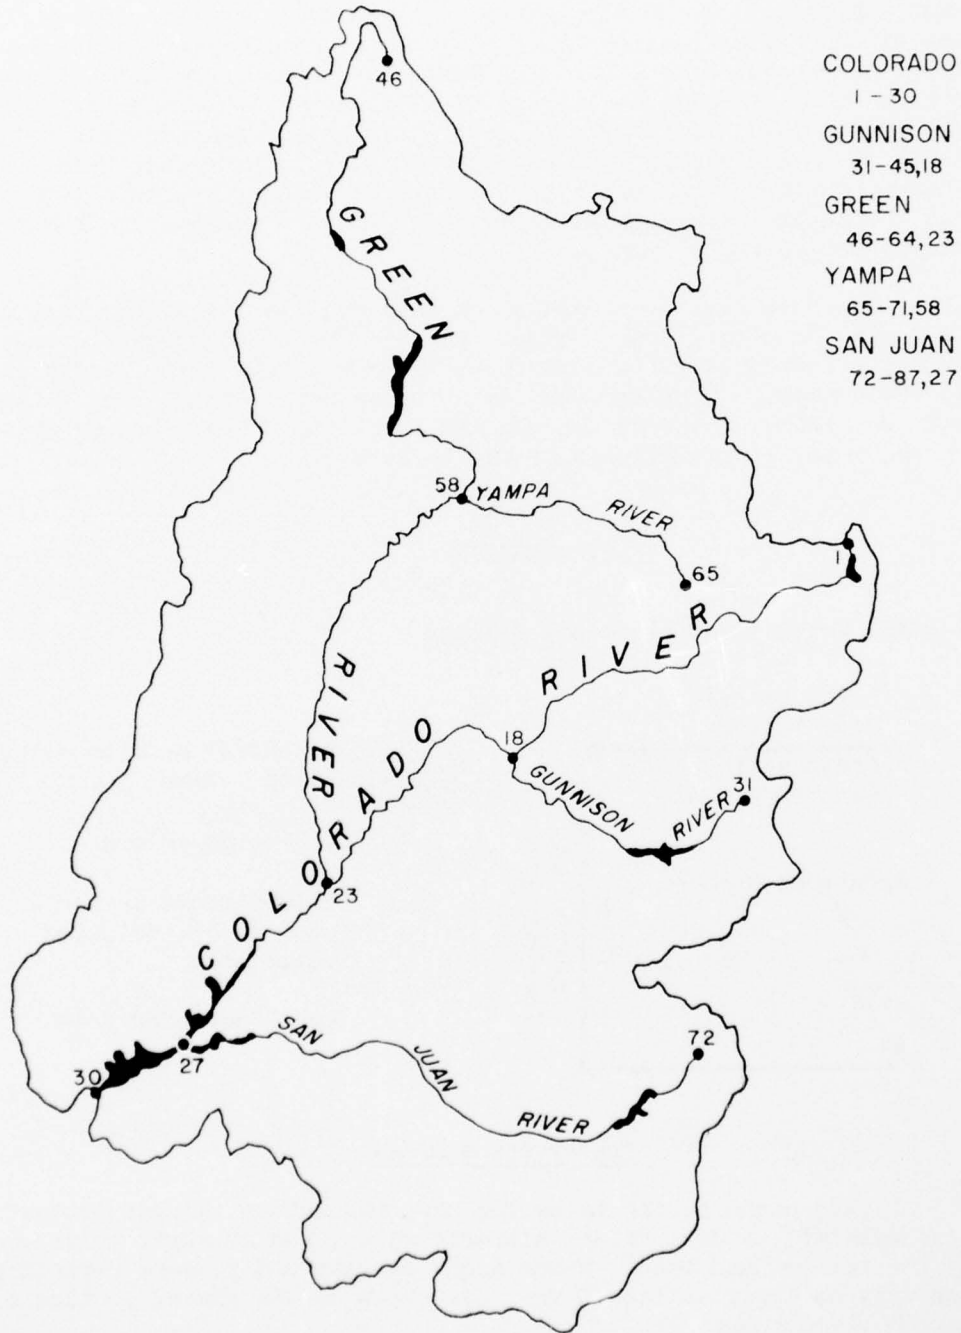 COLORADO
1 - 30
GUNNISON
31-45,18
GREEN
46-64,23
YAMPA
65-71,58
SAN JUAN
72-87,27
46
GREEN
58
YAMPA RIVER
1
65
RIVER
COLORADO RIVER
18
GUNNISON RIVER
31
23
SAN JUAN RIVER
72
27
30